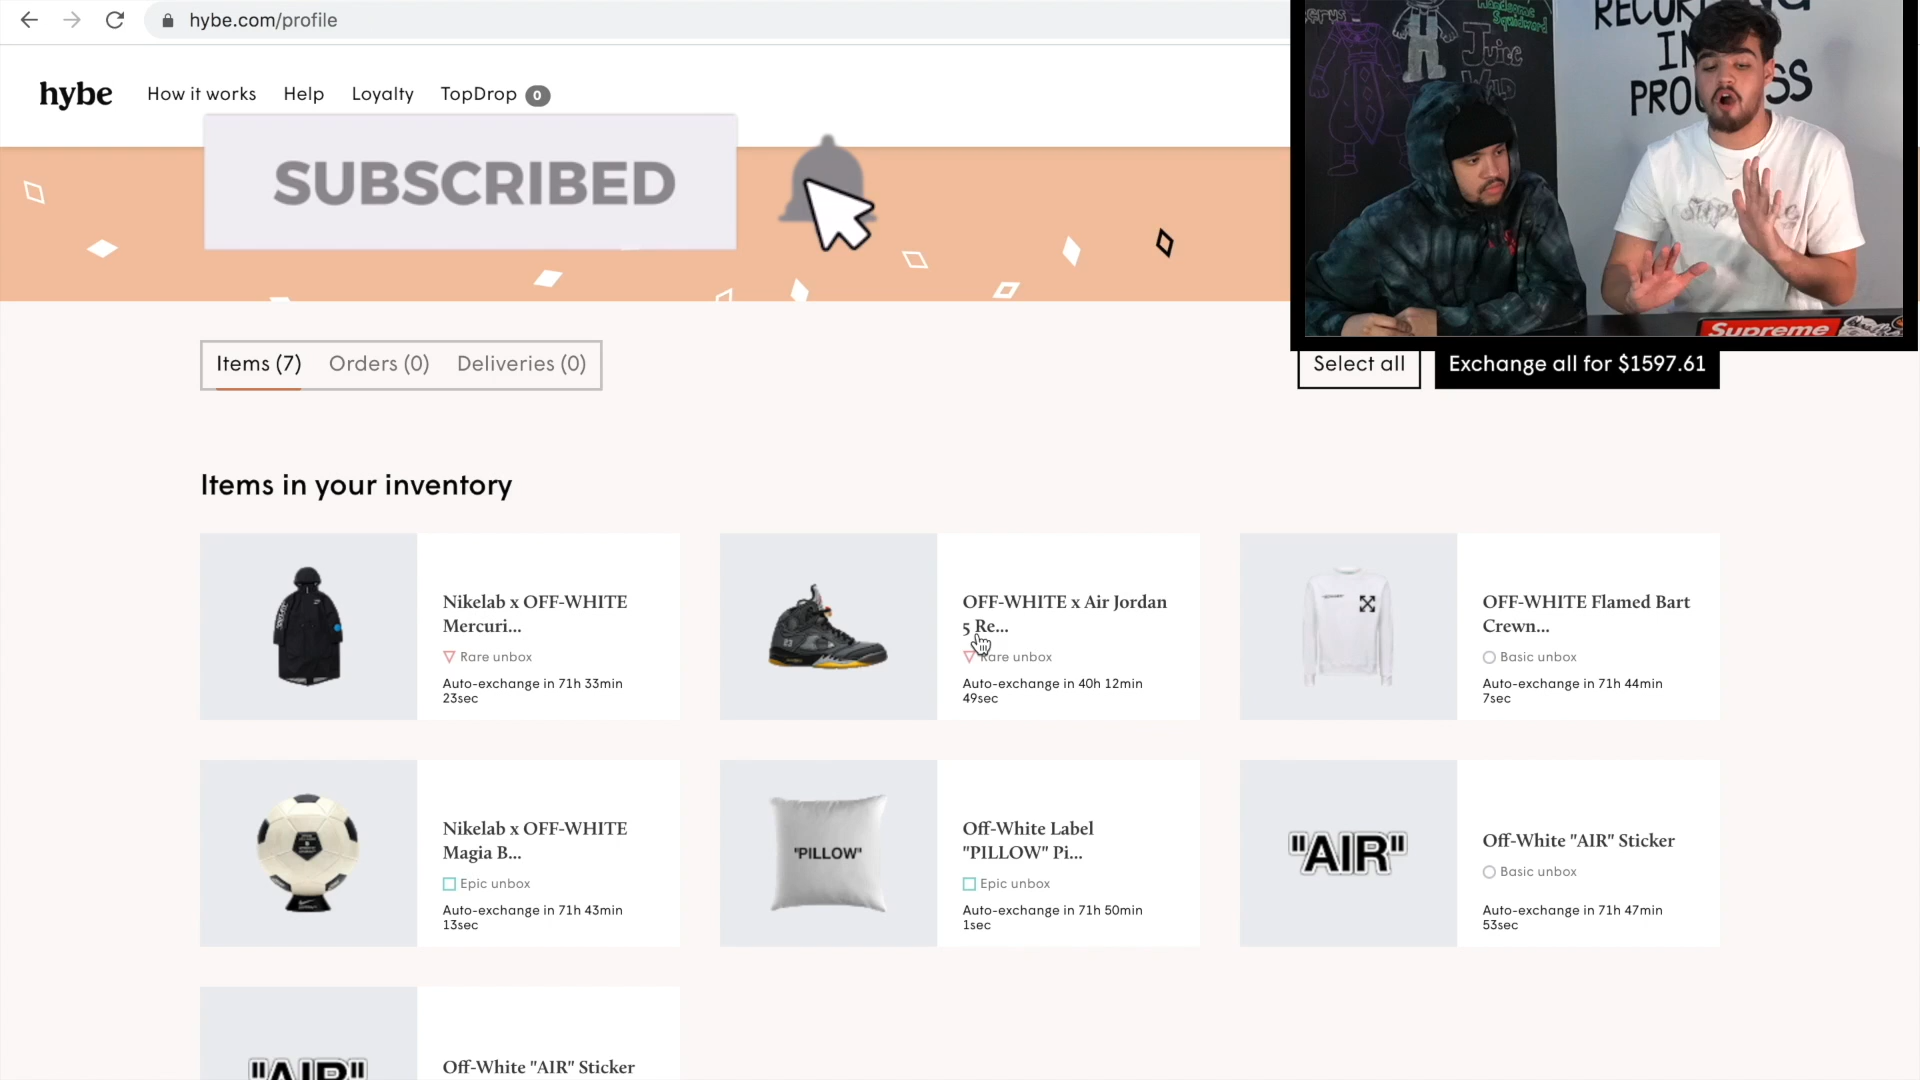 hybe.com/profile
hybe
How it works
Help
Loyalty
TopDrop 0
SUBSCRIBED
Handsome
Squidward
Juice
WRLD
RECORDING
IN
PROGRESS
Supreme
Items (7)
Orders (0)
Deliveries (0)
Select all
Exchange all for $1597.61
Items in your inventory
Nikelab x OFF-WHITE
Mercuri...
Rare unbox
Auto-exchange in 71h 33min
23sec
OFF-WHITE x Air Jordan
5 Re...
Rare unbox
Auto-exchange in 40h 12min
49sec
OFF-WHITE Flamed Bart
Crewn...
Basic unbox
Auto-exchange in 71h 44min
7sec
Nikelab x OFF-WHITE
Magia B...
Epic unbox
Auto-exchange in 71h 43min
13sec
"PILLOW"
Off-White Label
"PILLOW" Pi...
Epic unbox
Auto-exchange in 71h 50min
1sec
"AIR"
Off-White "AIR" Sticker
Basic unbox
Auto-exchange in 71h 47min
53sec
"AIR"
Off-White "AIR" Sticker